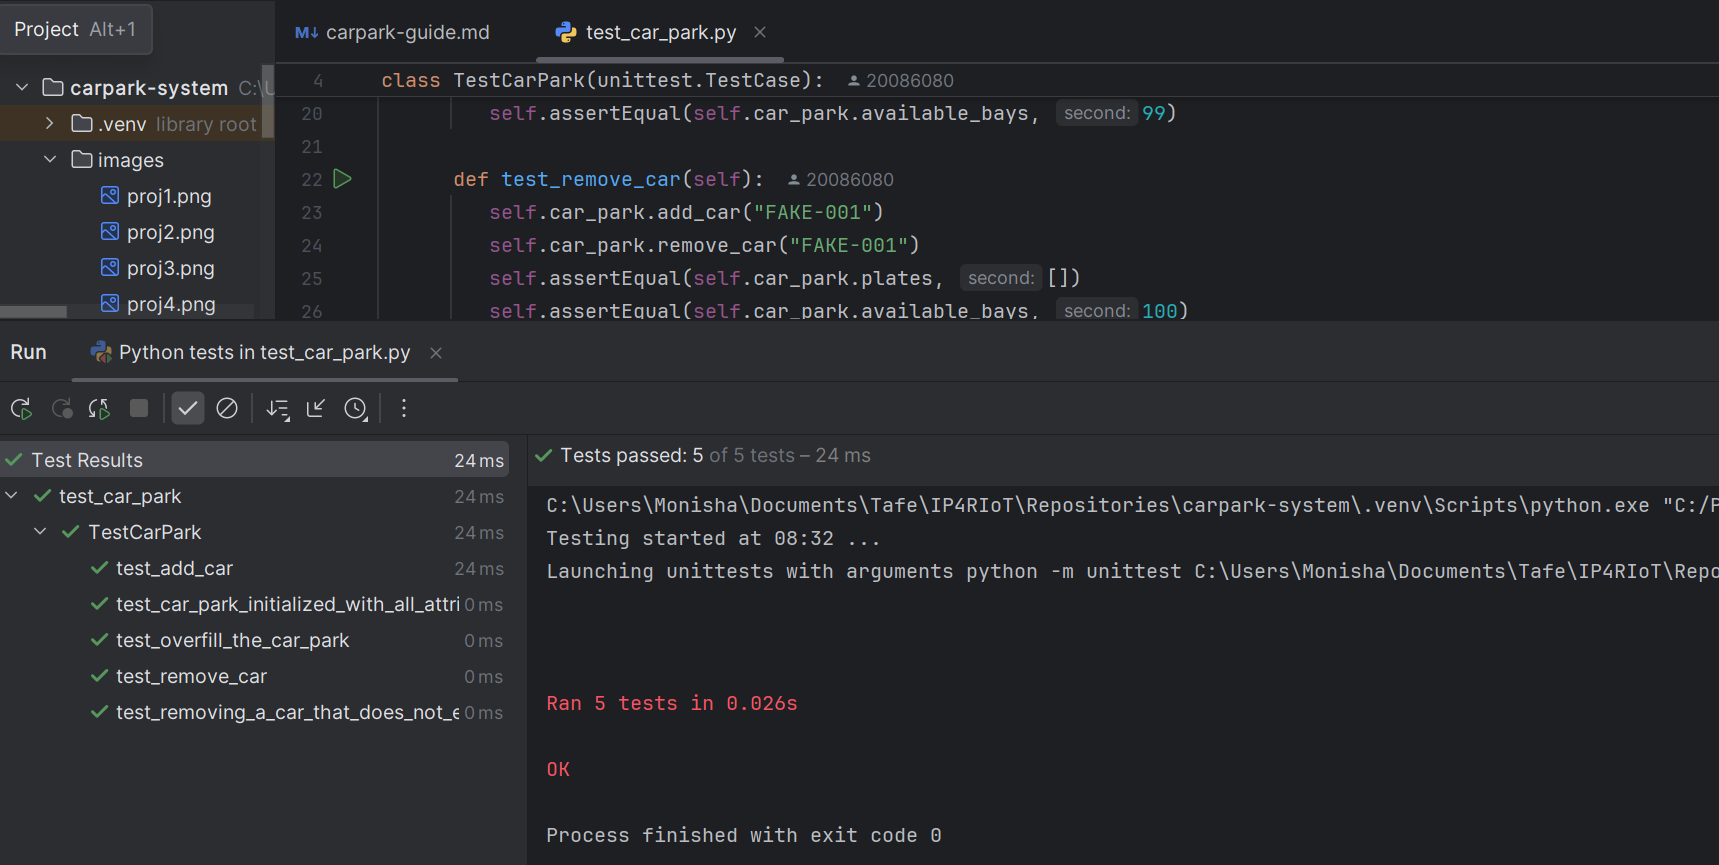 Project Alt+1
carpark-guide.md
test_car_park.py
carpark-system C:\U
.venv library root
images
proj1.png
proj2.png
proj3.png
proj4.png
4 class TestCarPark(unittest.TestCase): 20086080
20 self.assertEqual(self.car_park.available_bays, second: 99)
21
22 def test_remove_car(self): 20086080
23 self.car_park.add_car("FAKE-001")
24 self.car_park.remove_car("FAKE-001")
25 self.assertEqual(self.car_park.plates, second: [])
26 self.assertEqual(self.car_park.available_bays, second: 100)
Run Python tests in test_car_park.py
Test Results 24 ms
test_car_park 24 ms
TestCarPark 24 ms
test_add_car 24 ms
test_car_park_initialized_with_all_attri 0 ms
test_overfill_the_car_park 0 ms
test_remove_car 0 ms
test_removing_a_car_that_does_not_e 0 ms
Tests passed: 5 of 5 tests – 24 ms
C:\Users\Monisha\Documents\Tafe\IP4RIoT\Repositories\carpark-system\.venv\Scripts\python.exe "C:/P
Testing started at 08:32 ...
Launching unittests with arguments python -m unittest C:\Users\Monisha\Documents\Tafe\IP4RIoT\Repo
Ran 5 tests in 0.026s
OK
Process finished with exit code 0